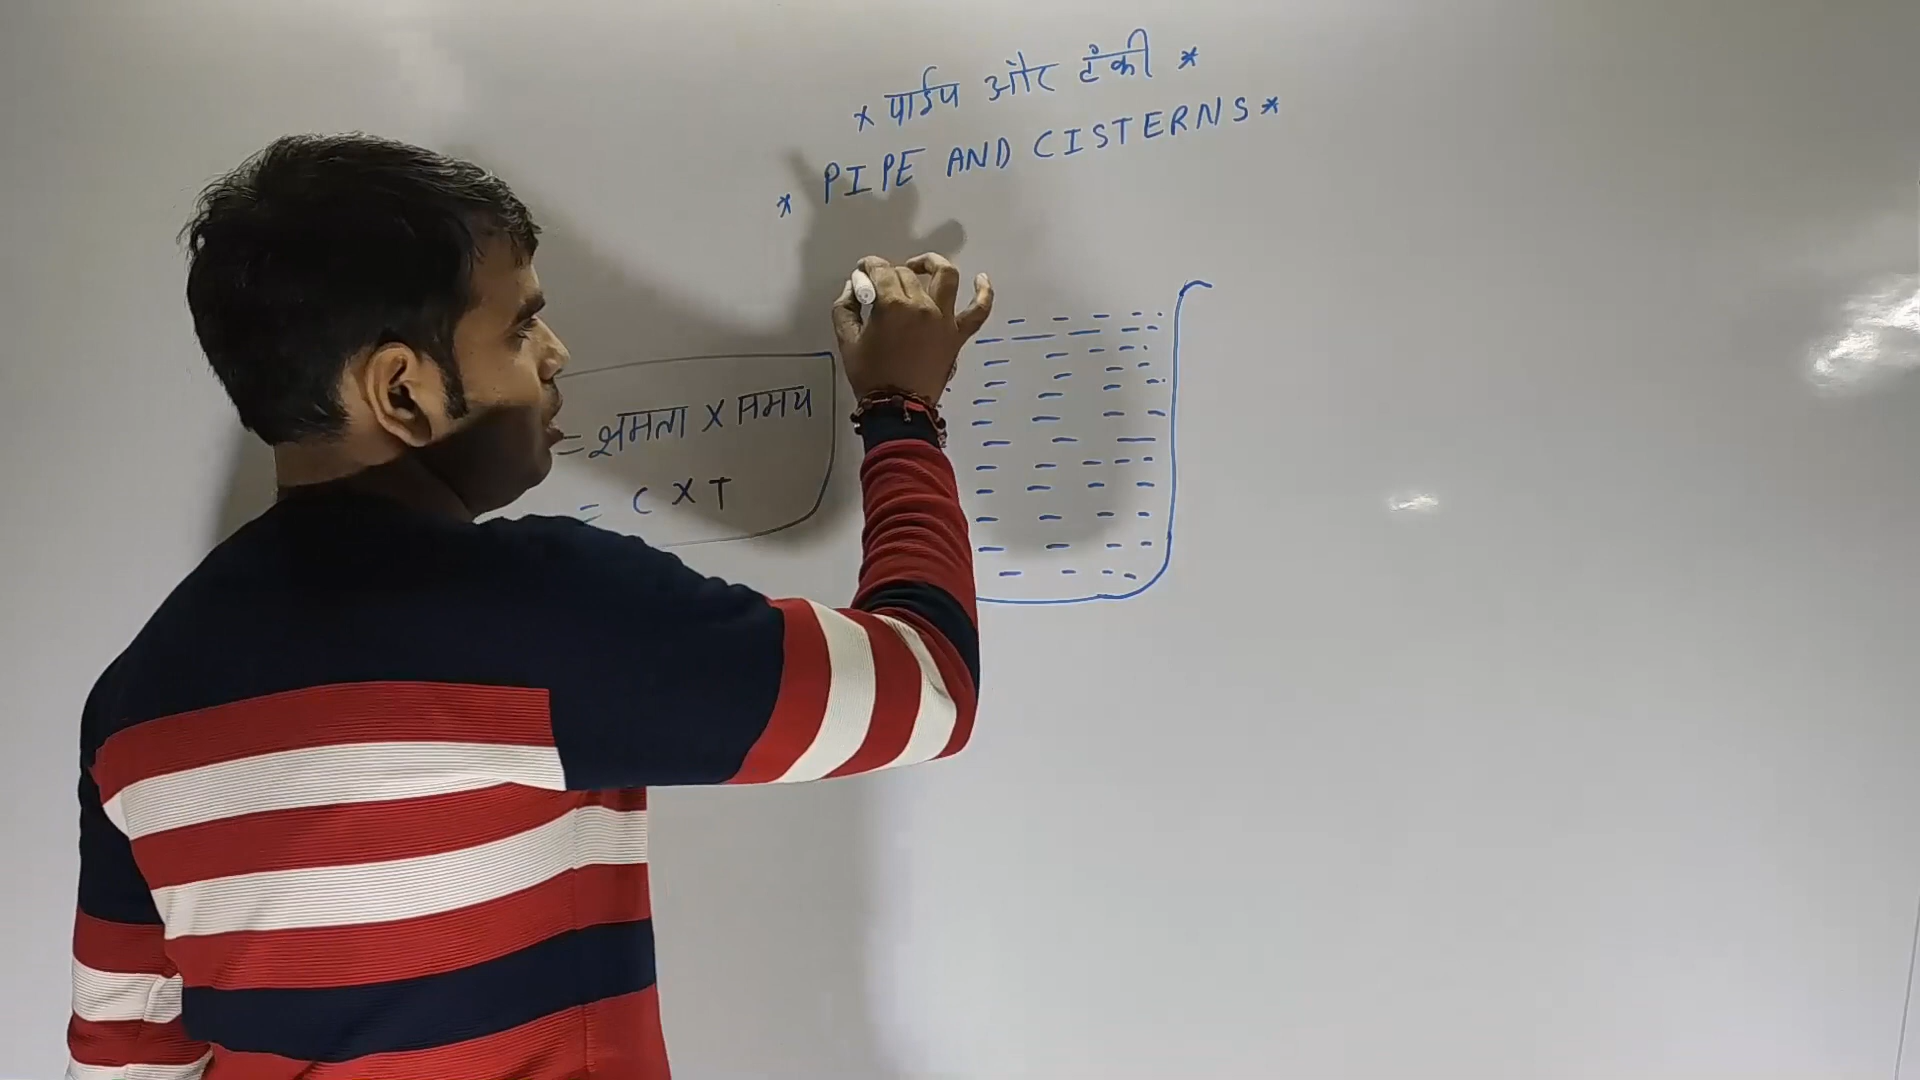 * पाईप और टंकी *
* PIPE AND CISTERNS *
= क्षमता X समय
= C X T